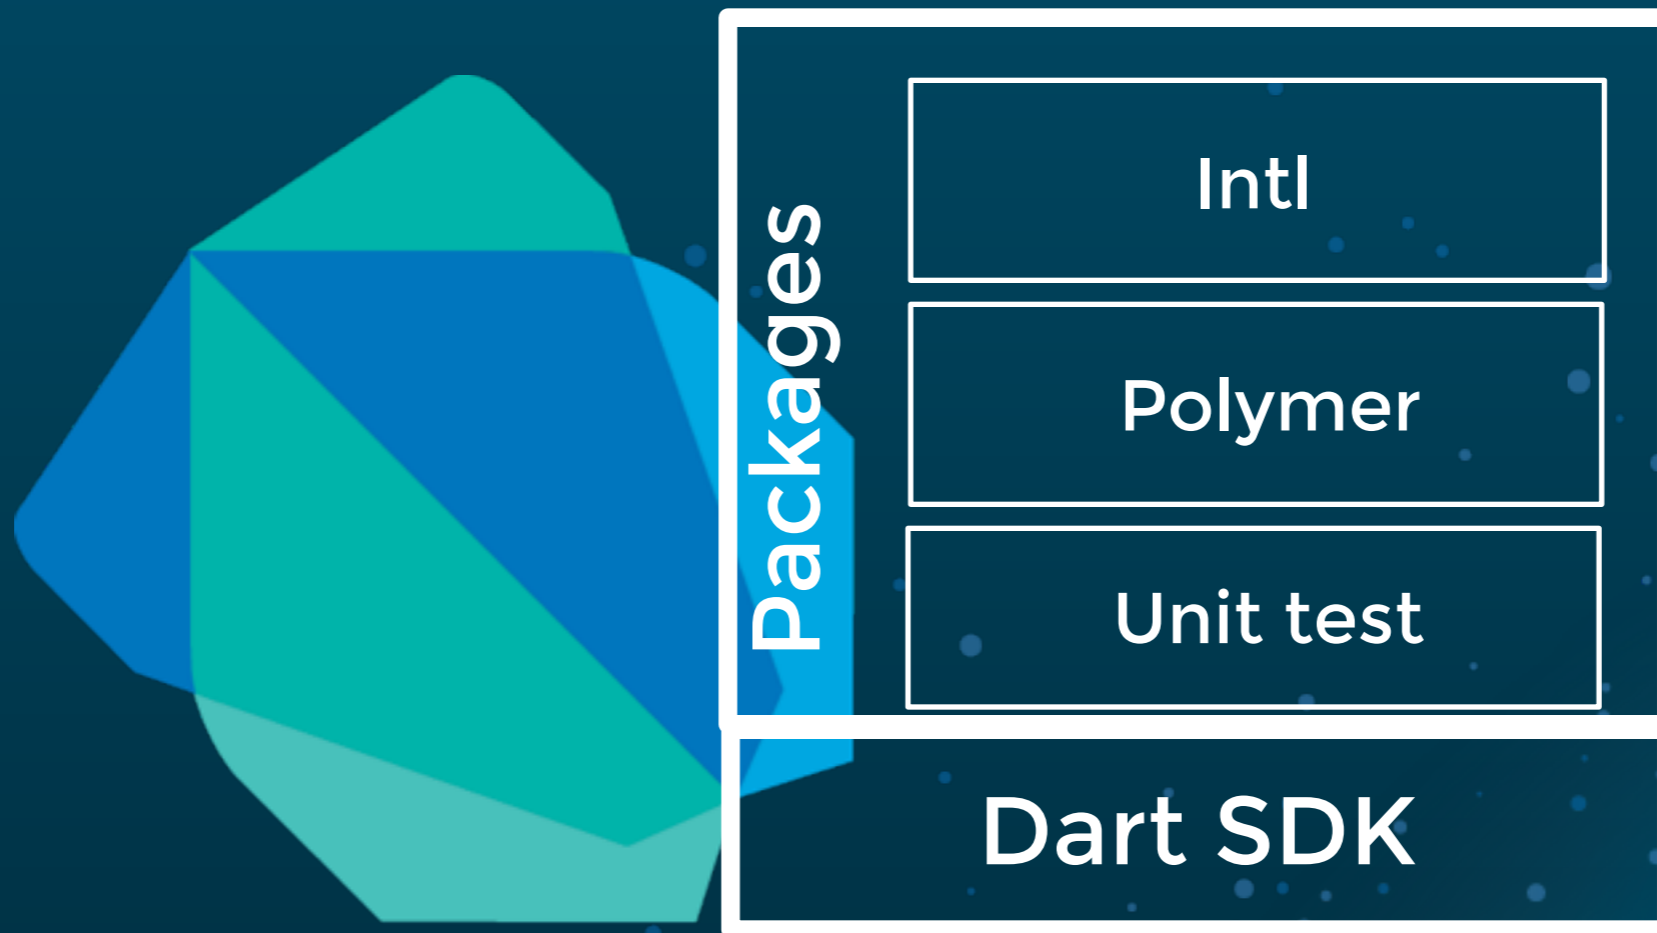 Packages
Intl
Polymer
Unit test
Dart SDK